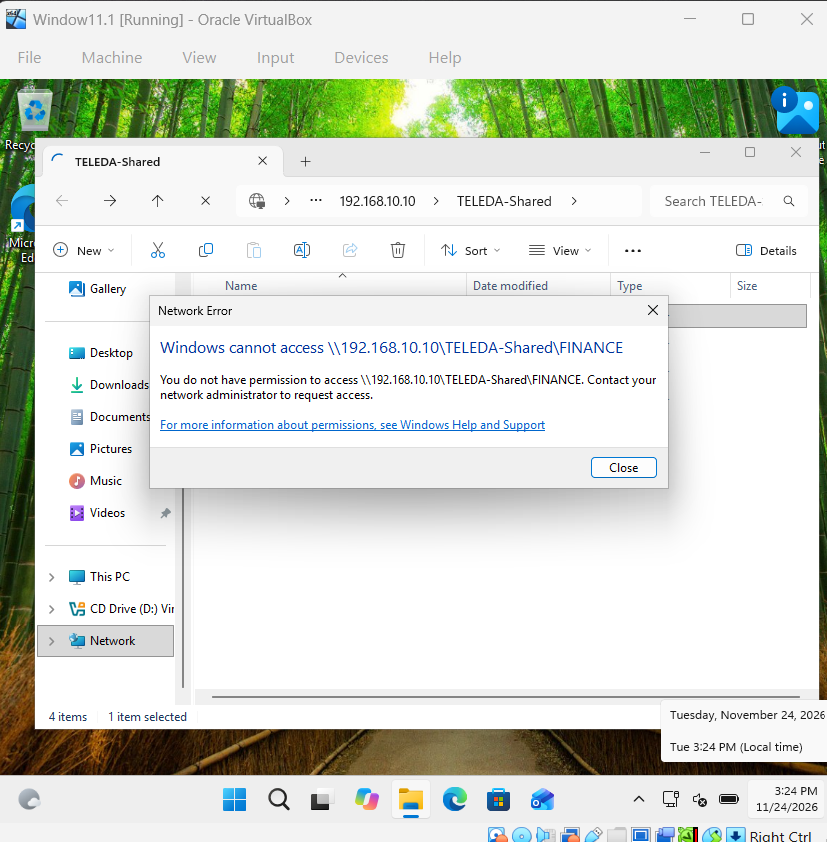 Window11.1 [Running] - Oracle VirtualBox
File Machine View Input Devices Help
TELEDA-Shared
192.168.10.10 TELEDA-Shared Search TELEDA-
New Sort View Details
Gallery Name Date modified Type Size
Network Error
Windows cannot access \\192.168.10.10\TELEDA-Shared\FINANCE
You do not have permission to access \\192.168.10.10\TELEDA-Shared\FINANCE. Contact your
network administrator to request access.
For more information about permissions, see Windows Help and Support
Close
Desktop
Downloads
Documents
Pictures
Music
Videos
This PC
CD Drive (D:) Vir
Network
4 items 1 item selected
Tuesday, November 24, 2026
Tue 3:24 PM (Local time)
3:24 PM
11/24/2026
Right Ctrl
Recyc
Micr
Ed